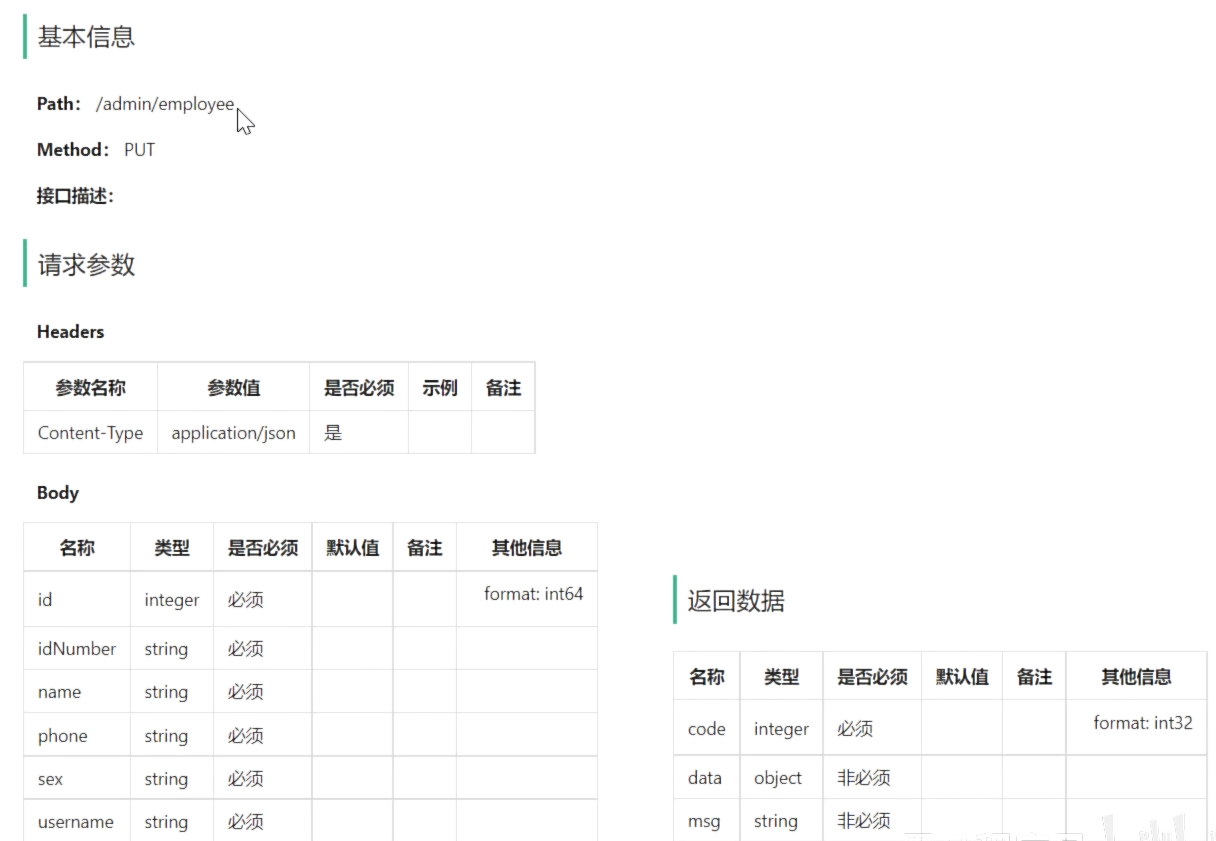 基本信息
Path： /admin/employee
Method： PUT
接口描述：
请求参数
Headers
参数名称 参数值 是否必须 示例 备注
Content-Type application/json 是
Body
名称 类型 是否必须 默认值 备注 其他信息
id integer 必须 format: int64
idNumber string 必须
name string 必须
phone string 必须
sex string 必须
username string 必须
返回数据
名称 类型 是否必须 默认值 备注 其他信息
code integer 必须 format: int32
data object 非必须
msg string 非必须